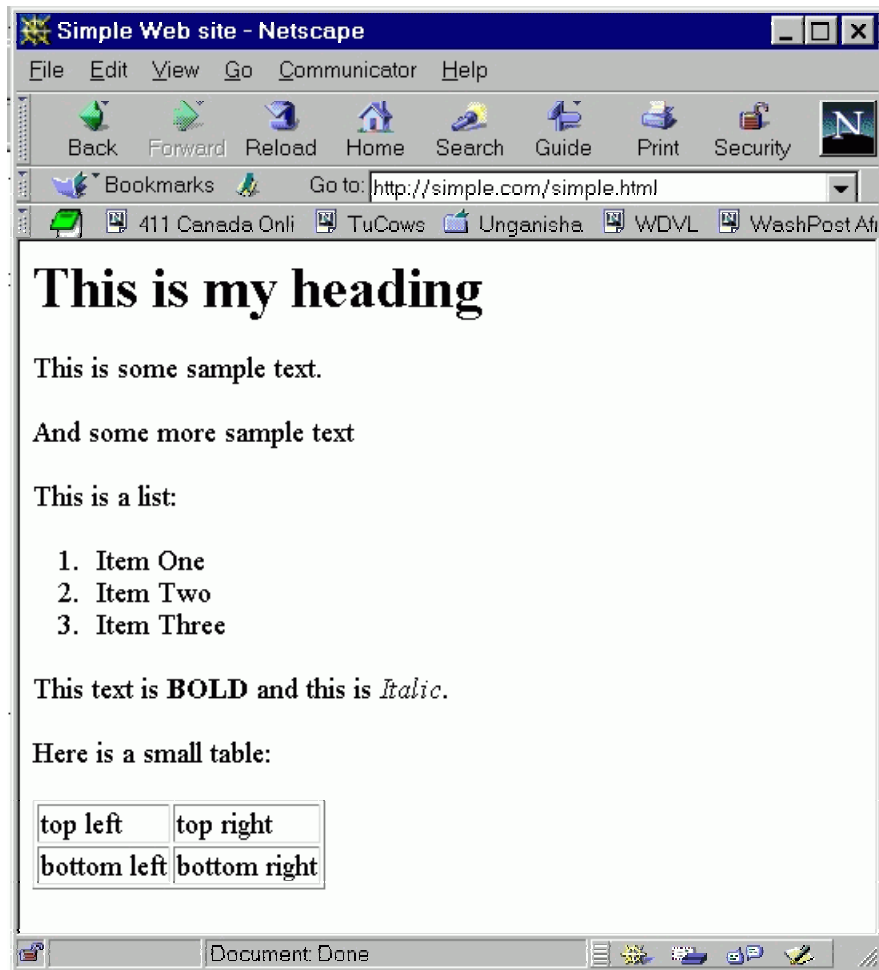 Simple Web site - Netscape
File Edit View Go Communicator Help
Back Forward Reload Home Search Guide Print Security N
Bookmarks Go to: http://simple.com/simple.html
411 Canada Onli TuCows Unganisha WDVL WashPost Afr
This is my heading
This is some sample text.
And some more sample text
This is a list:
1. Item One
2. Item Two
3. Item Three
This text is BOLD and this is Italic.
Here is a small table:
top left top right
bottom left bottom right
Document: Done